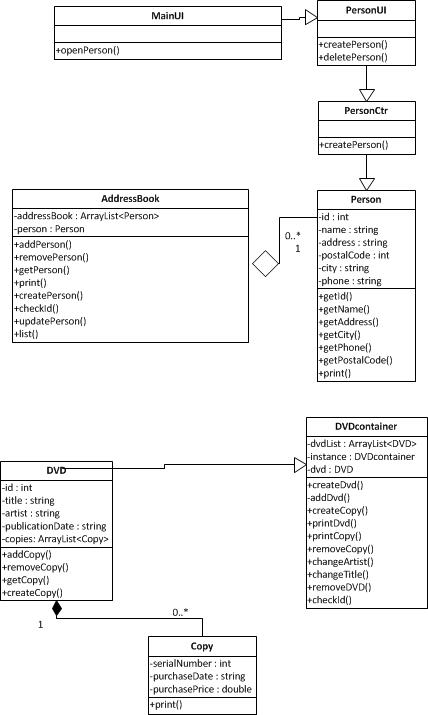 MainUI
+openPerson()
PersonUI
+createPerson()
+deletePerson()
PersonCtr
+createPerson()
AddressBook
-addressBook : ArrayList<Person>
-person : Person
+addPerson()
+removePerson()
+getPerson()
+print()
+createPerson()
+checkId()
+updatePerson()
+list()
0..*
1
Person
-id : int
-name : string
-address : string
-postalCode : int
-city : string
-phone : string
+getId()
+getName()
+getAddress()
+getCity()
+getPhone()
+getPostalCode()
+print()
DVD
-id : int
-title : string
-artist : string
-publicationDate : string
-copies: ArrayList<Copy>
+addCopy()
+removeCopy()
+getCopy()
+createCopy()
DVDcontainer
-dvdList : ArrayList<DVD>
-instance : DVDcontainer
-dvd : DVD
+createDvd()
-addDvd()
+createCopy()
+printDvd()
+printCopy()
+removeCopy()
+changeArtist()
+changeTitle()
+removeDVD()
+checkId()
1
0..*
Copy
-serialNumber : int
-purchaseDate : string
-purchasePrice : double
+print()